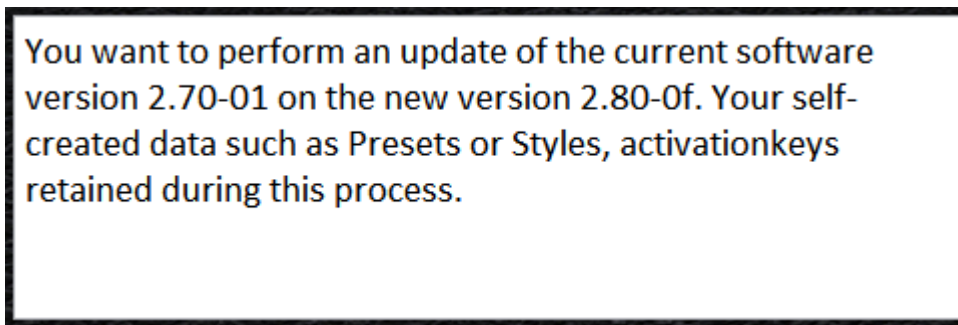 You want to perform an update of the current software
version 2.70-01 on the new version 2.80-0f. Your self-
created data such as Presets or Styles, activationkeys
retained during this process.